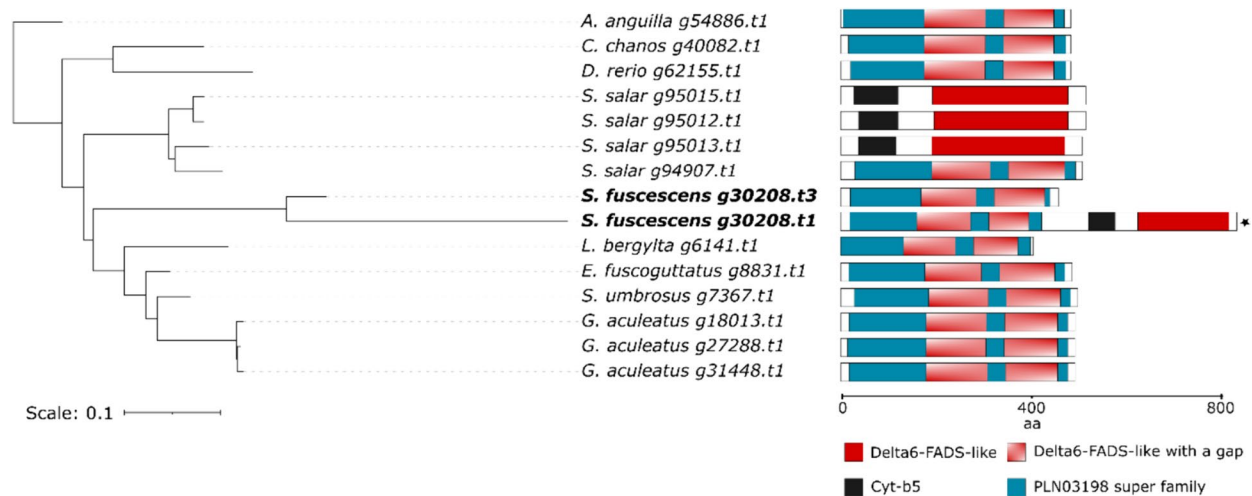 A. anguilla g54886.t1
C. chanos g40082.t1
D. rerio g62155.t1
S. salar g95015.t1
S. salar g95012.t1
S. salar g95013.t1
S. salar g94907.t1
S. fuscescens g30208.t3
S. fuscescens g30208.t1
L. bergylta g6141.t1
E. fuscoguttatus g8831.t1
S. umbrosus g7367.t1
G. aculeatus g18013.t1
G. aculeatus g27288.t1
G. aculeatus g31448.t1
Scale: 0.1
0 400 800
aa
Delta6-FADS-like Delta6-FADS-like with a gap
Cyt-b5 PLN03198 super family